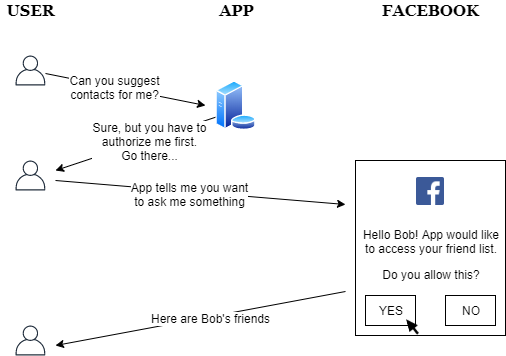 USER
APP
FACEBOOK
Can you suggest
contacts for me?
Sure, but you have to
authorize me first.
Go there...
App tells me you want
to ask me something
Hello Bob! App would like
to access your friend list.
Do you allow this?
YES
NO
Here are Bob's friends